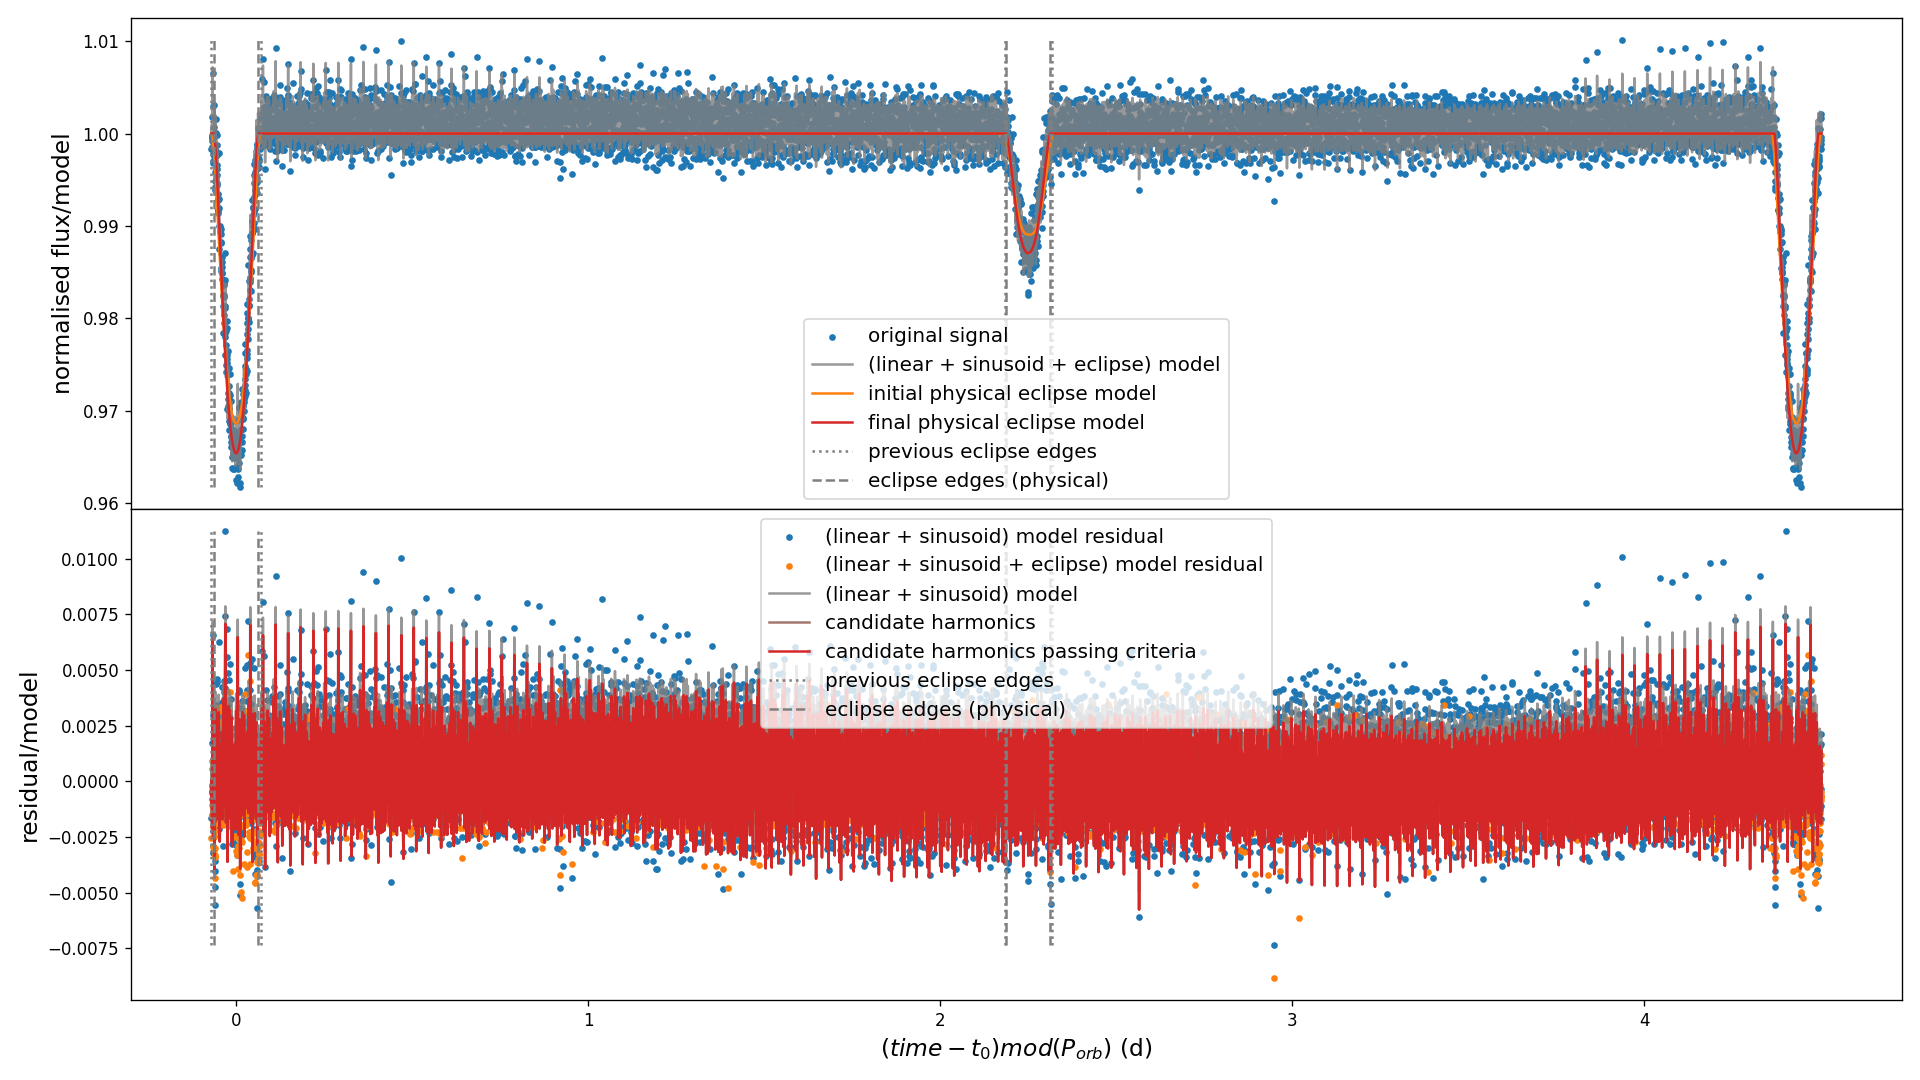 1.01
1.00
0.99
0.98
0.97
0.96
normalised flux/model
original signal
(linear + sinusoid + eclipse) model
initial physical eclipse model
final physical eclipse model
previous eclipse edges
eclipse edges (physical)
0.0100
0.0075
0.0050
0.0025
0.0000
−0.0025
−0.0050
−0.0075
residual/model
(linear + sinusoid) model residual
(linear + sinusoid + eclipse) model residual
(linear + sinusoid) model
candidate harmonics
candidate harmonics passing criteria
previous eclipse edges
eclipse edges (physical)
0 1 2 3 4
(time − t₀)mod(Pₒᵣb) (d)